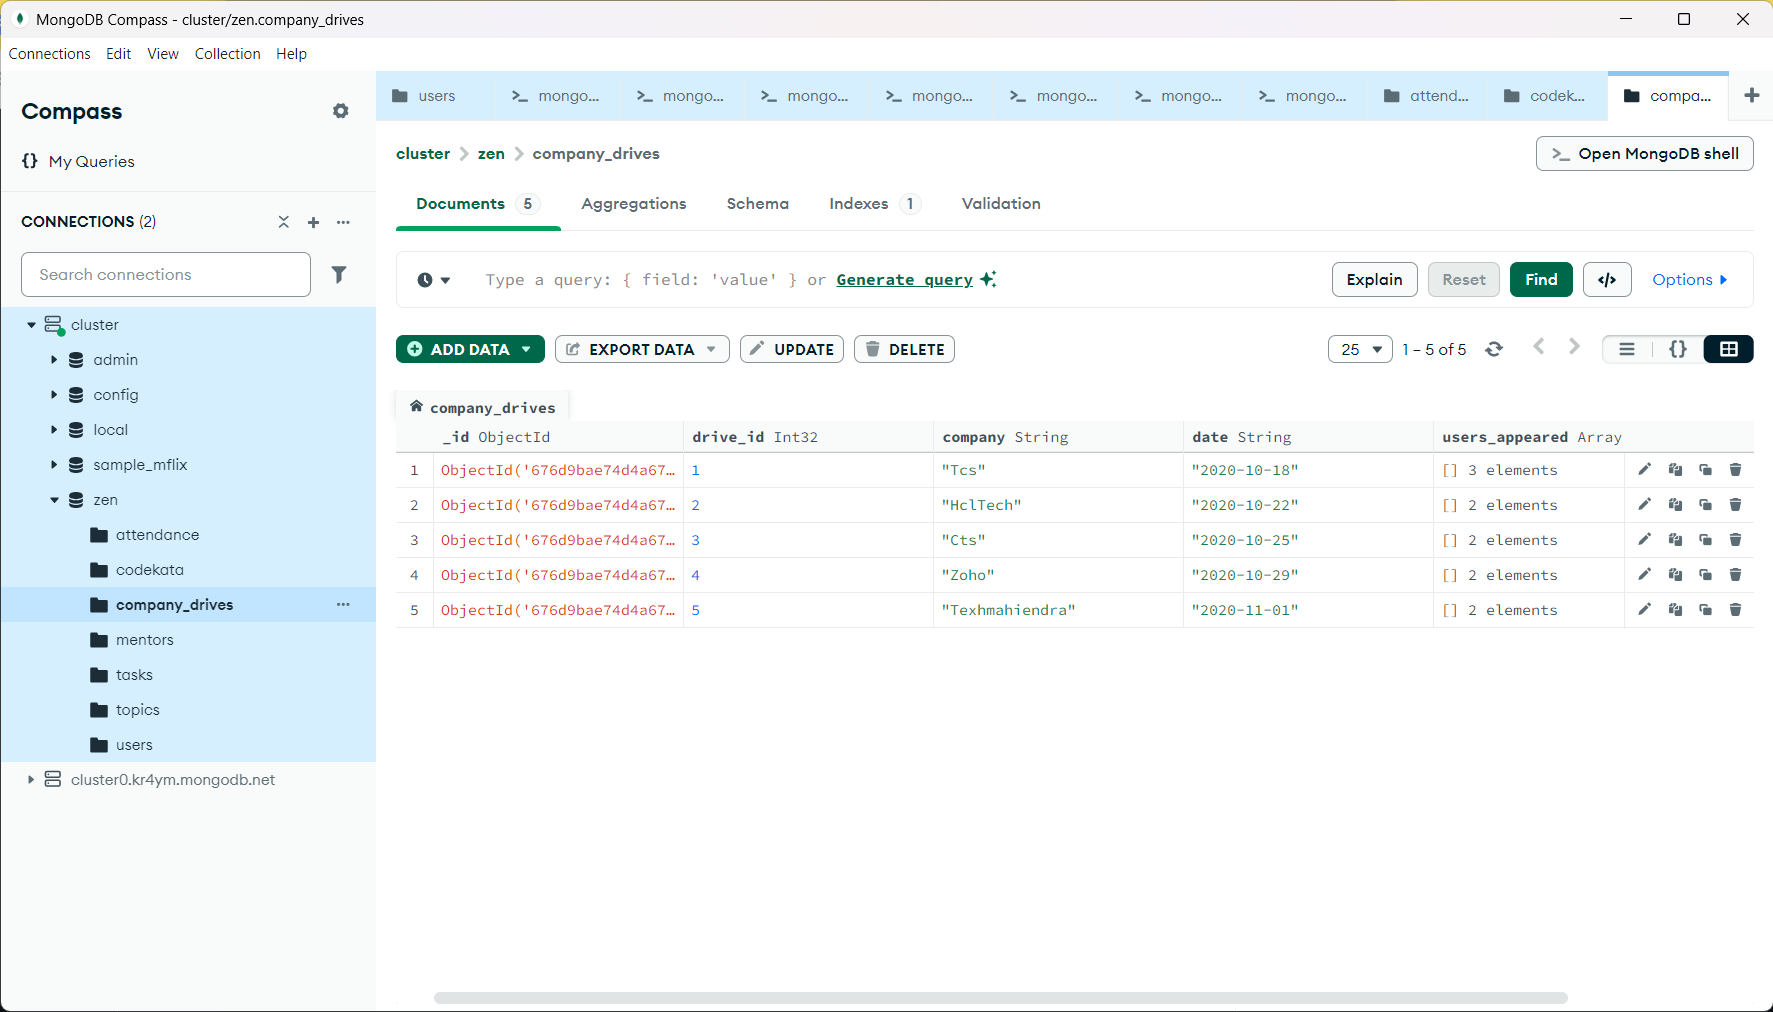 MongoDB Compass - cluster/zen.company_drives
Connections Edit View Collection Help
Compass
{} My Queries
CONNECTIONS (2)
Search connections
cluster
admin
config
local
sample_mflix
zen
attendance
codekata
company_drives
mentors
tasks
topics
users
cluster0.kr4ym.mongodb.net
users >_ mongo... >_ mongo... >_ mongo... >_ mongo... >_ mongo... >_ mongo... >_ mongo... attend... codek... compa... +
cluster > zen > company_drives
>_ Open MongoDB shell
Documents 5 Aggregations Schema Indexes 1 Validation
Type a query: { field: 'value' } or Generate query
Explain Reset Find </> Options
ADD DATA EXPORT DATA UPDATE DELETE
25 1 – 5 of 5 {}
company_drives
_id ObjectId drive_id Int32 company String date String users_appeared Array
1 ObjectId('676d9bae74d4a67… 1 "Tcs" "2020-10-18" [] 3 elements
2 ObjectId('676d9bae74d4a67… 2 "HclTech" "2020-10-22" [] 2 elements
3 ObjectId('676d9bae74d4a67… 3 "Cts" "2020-10-25" [] 2 elements
4 ObjectId('676d9bae74d4a67… 4 "Zoho" "2020-10-29" [] 2 elements
5 ObjectId('676d9bae74d4a67… 5 "Texhmahiendra" "2020-11-01" [] 2 elements